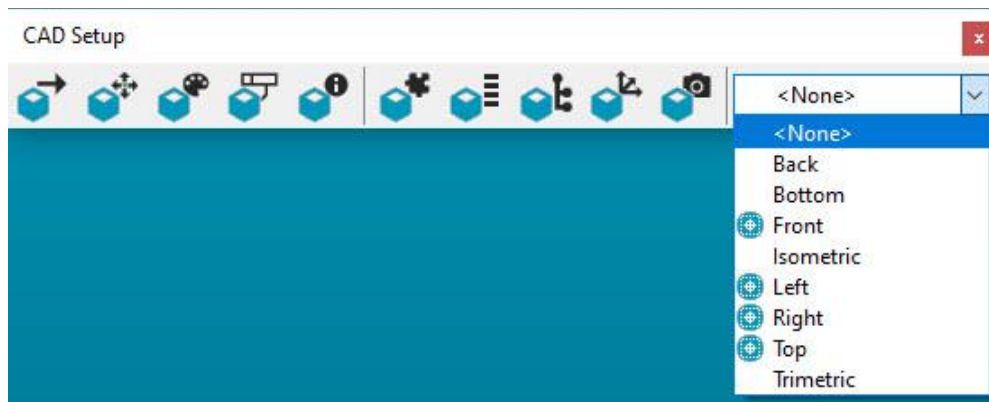 CAD Setup
x
<None>
<None>
Back
Bottom
Front
Isometric
Left
Right
Top
Trimetric